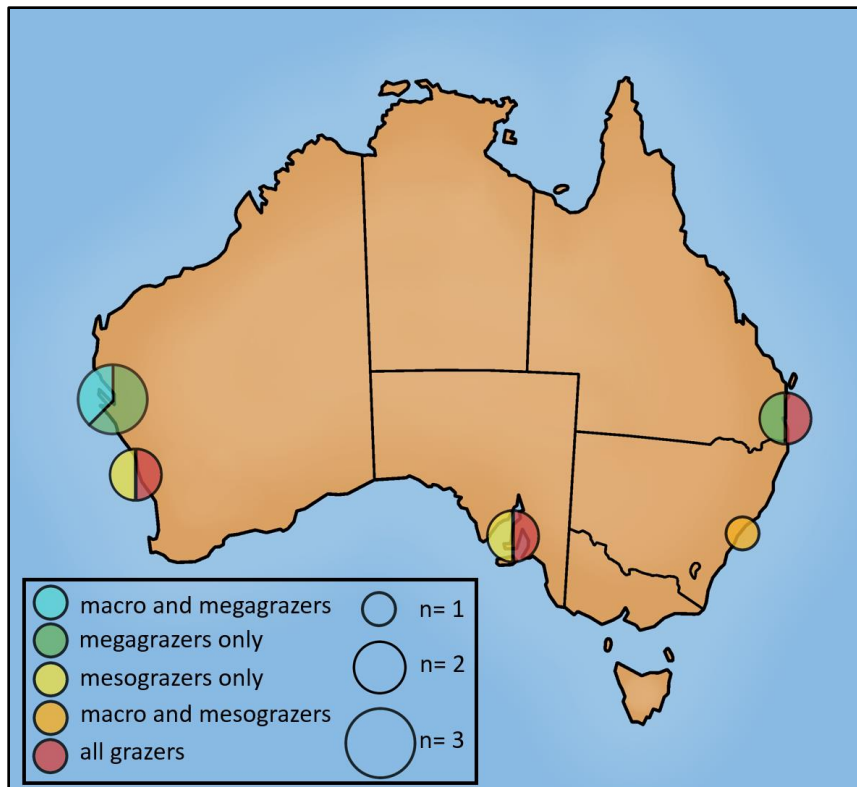 macro and megagrazers
megagrazers only
mesograzers only
macro and mesograzers
all grazers
n= 1
n= 2
n= 3